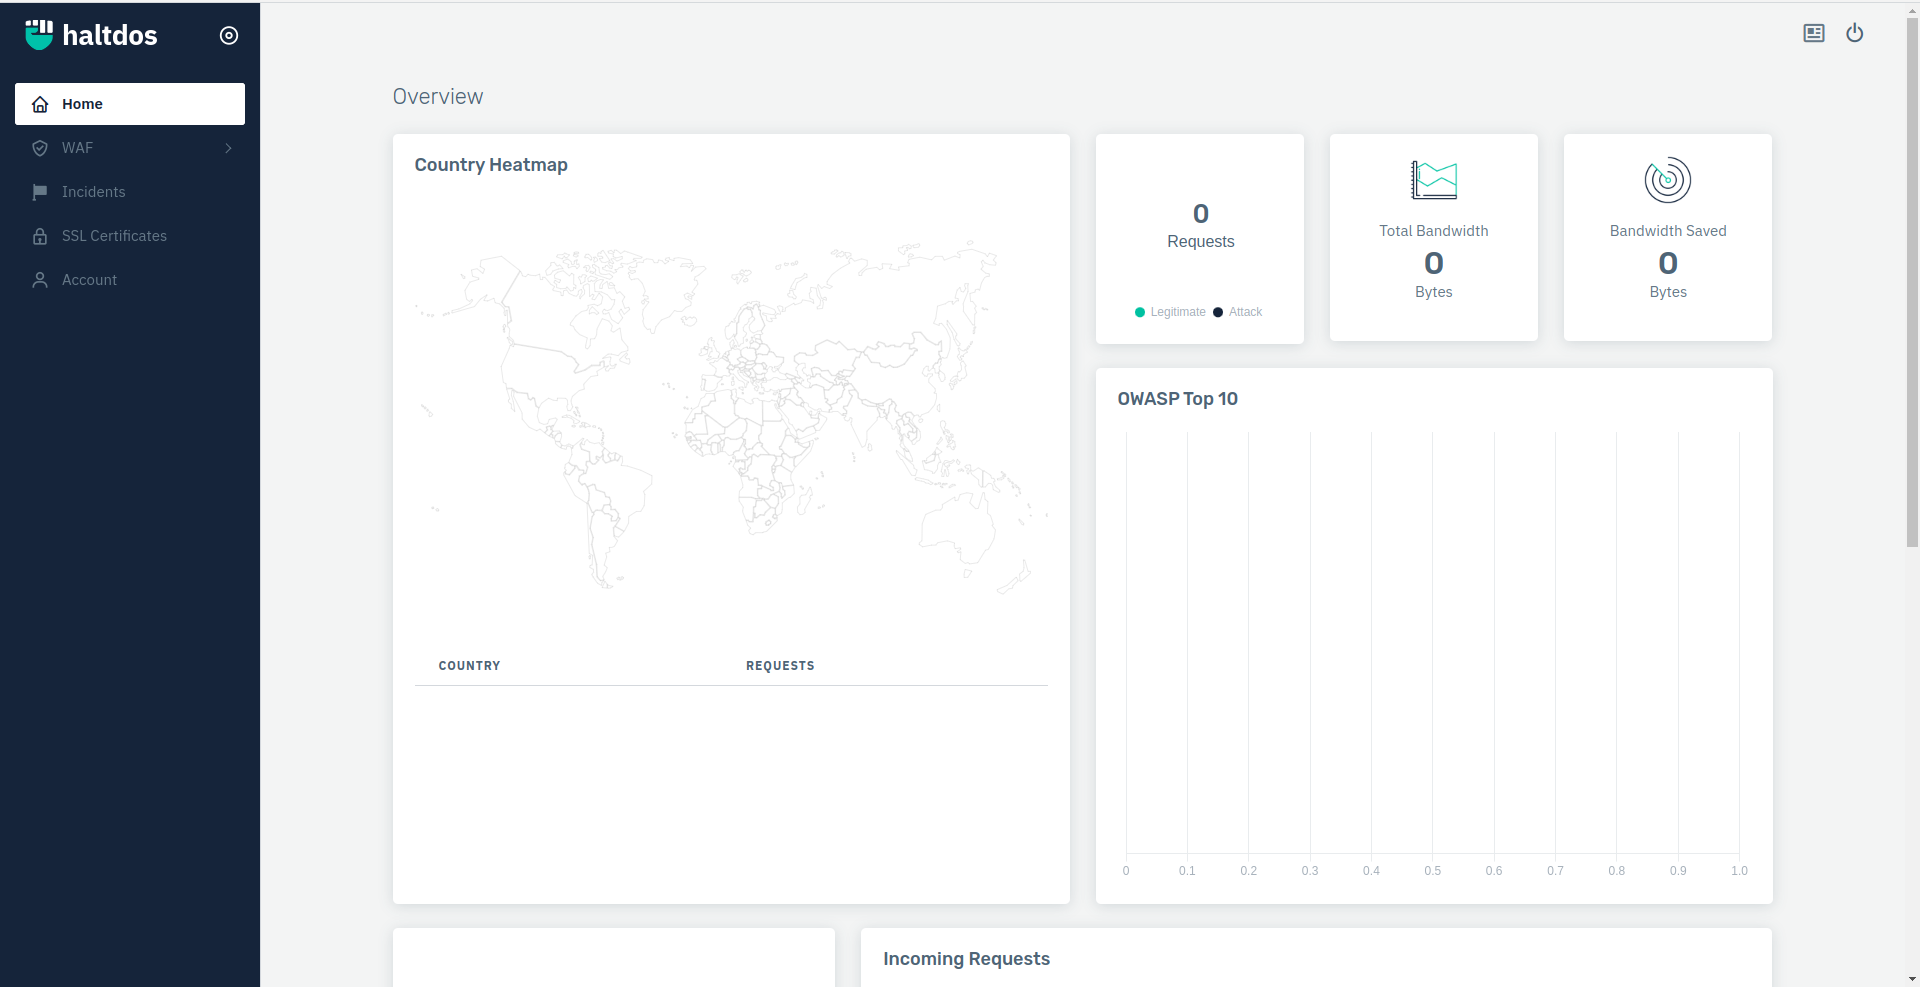 haltdos
Home
WAF
Incidents
SSL Certificates
Account
Overview
Country Heatmap
COUNTRY REQUESTS
0
Requests
Legitimate Attack
Total Bandwidth
0
Bytes
Bandwidth Saved
0
Bytes
OWASP Top 10
0 0.1 0.2 0.3 0.4 0.5 0.6 0.7 0.8 0.9 1.0
Incoming Requests